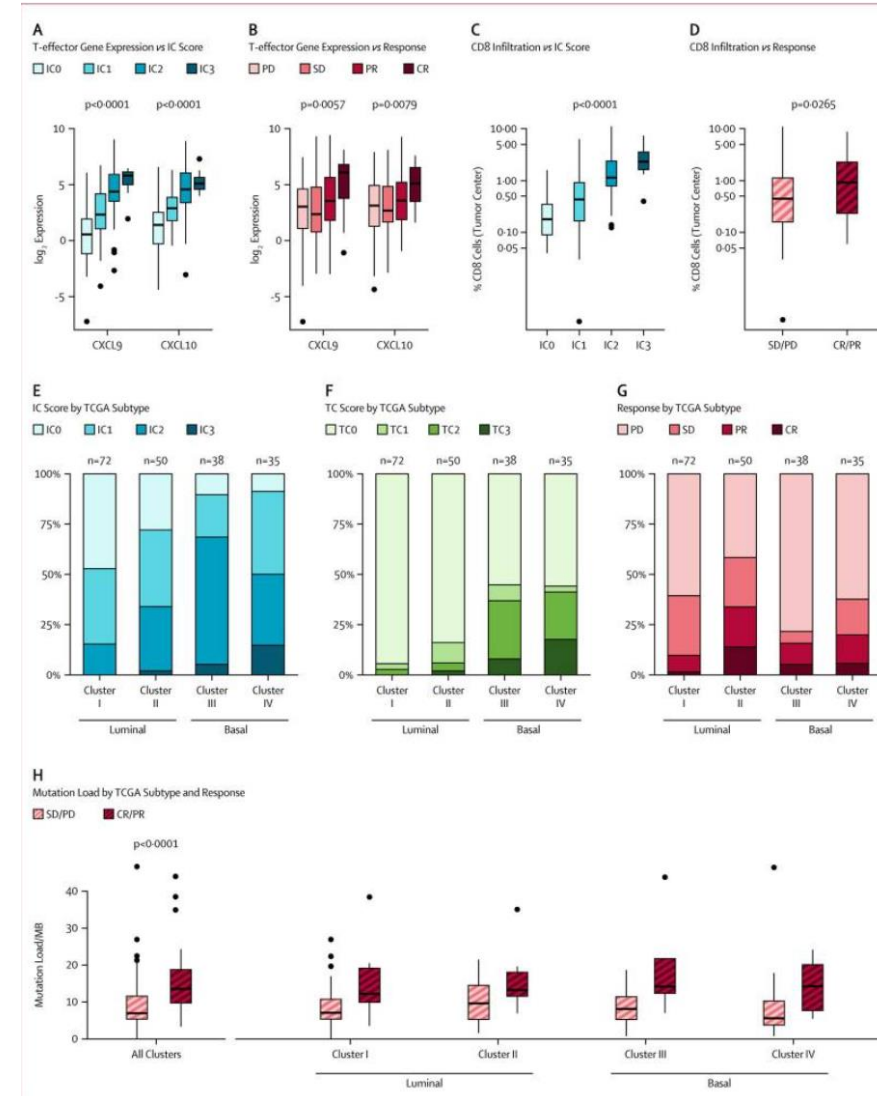 A
T-effector Gene Expression vs IC Score
IC0 IC1 IC2 IC3
p<0·0001 p<0·0001
10
5
0
-5
log2 Expression
CXCL9 CXCL10
B
T-effector Gene Expression vs Response
PD SD PR CR
p=0·0057 p=0·0079
10
5
0
-5
log2 Expression
CXCL9 CXCL10
C
CD8 Infiltration vs IC Score
p<0·0001
10·00
5·00
1·00
0·10
0·05
% CD8 Cells (Tumor Center)
IC0 IC1 IC2 IC3
D
CD8 Infiltration vs Response
p=0·0265
10·00
5·00
1·00
0·50
0·10
0·05
% CD8 Cells (Tumor Center)
SD/PD CR/PR
E
IC Score by TCGA Subtype
IC0 IC1 IC2 IC3
n=72 n=50 n=38 n=35
100%
75%
50%
25%
0%
Cluster Cluster Cluster Cluster
I II III IV
Luminal Basal
F
TC Score by TCGA Subtype
TC0 TC1 TC2 TC3
n=72 n=50 n=38 n=35
100%
75%
50%
25%
0%
Cluster Cluster Cluster Cluster
I II III IV
Luminal Basal
G
Response by TCGA Subtype
PD SD PR CR
n=72 n=50 n=38 n=35
100%
75%
50%
25%
0%
Cluster Cluster Cluster Cluster
I II III IV
Luminal Basal
H
Mutation Load by TCGA Subtype and Response
SD/PD CR/PR
p<0·0001
40
30
20
10
0
Mutation Load/MB
All Clusters Cluster I Cluster II Cluster III Cluster IV
Luminal Basal